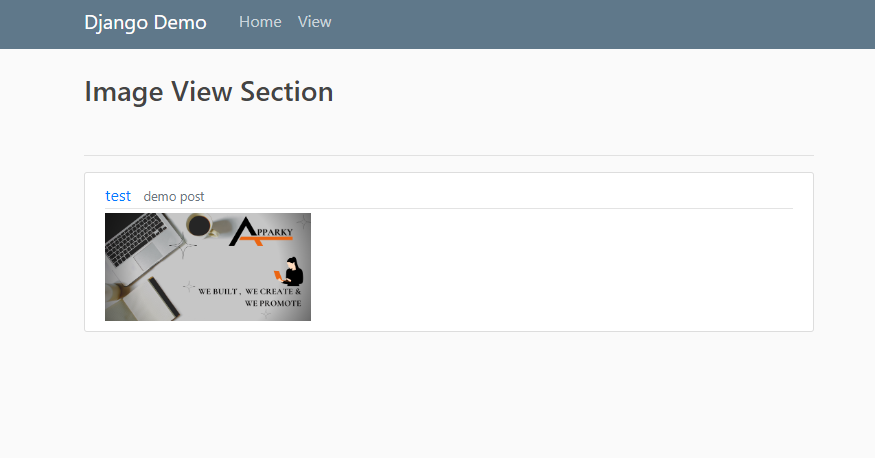 Django Demo Home View
Image View Section
test demo post
APPARKY
WE BUILT , WE CREATE &
WE PROMOTE